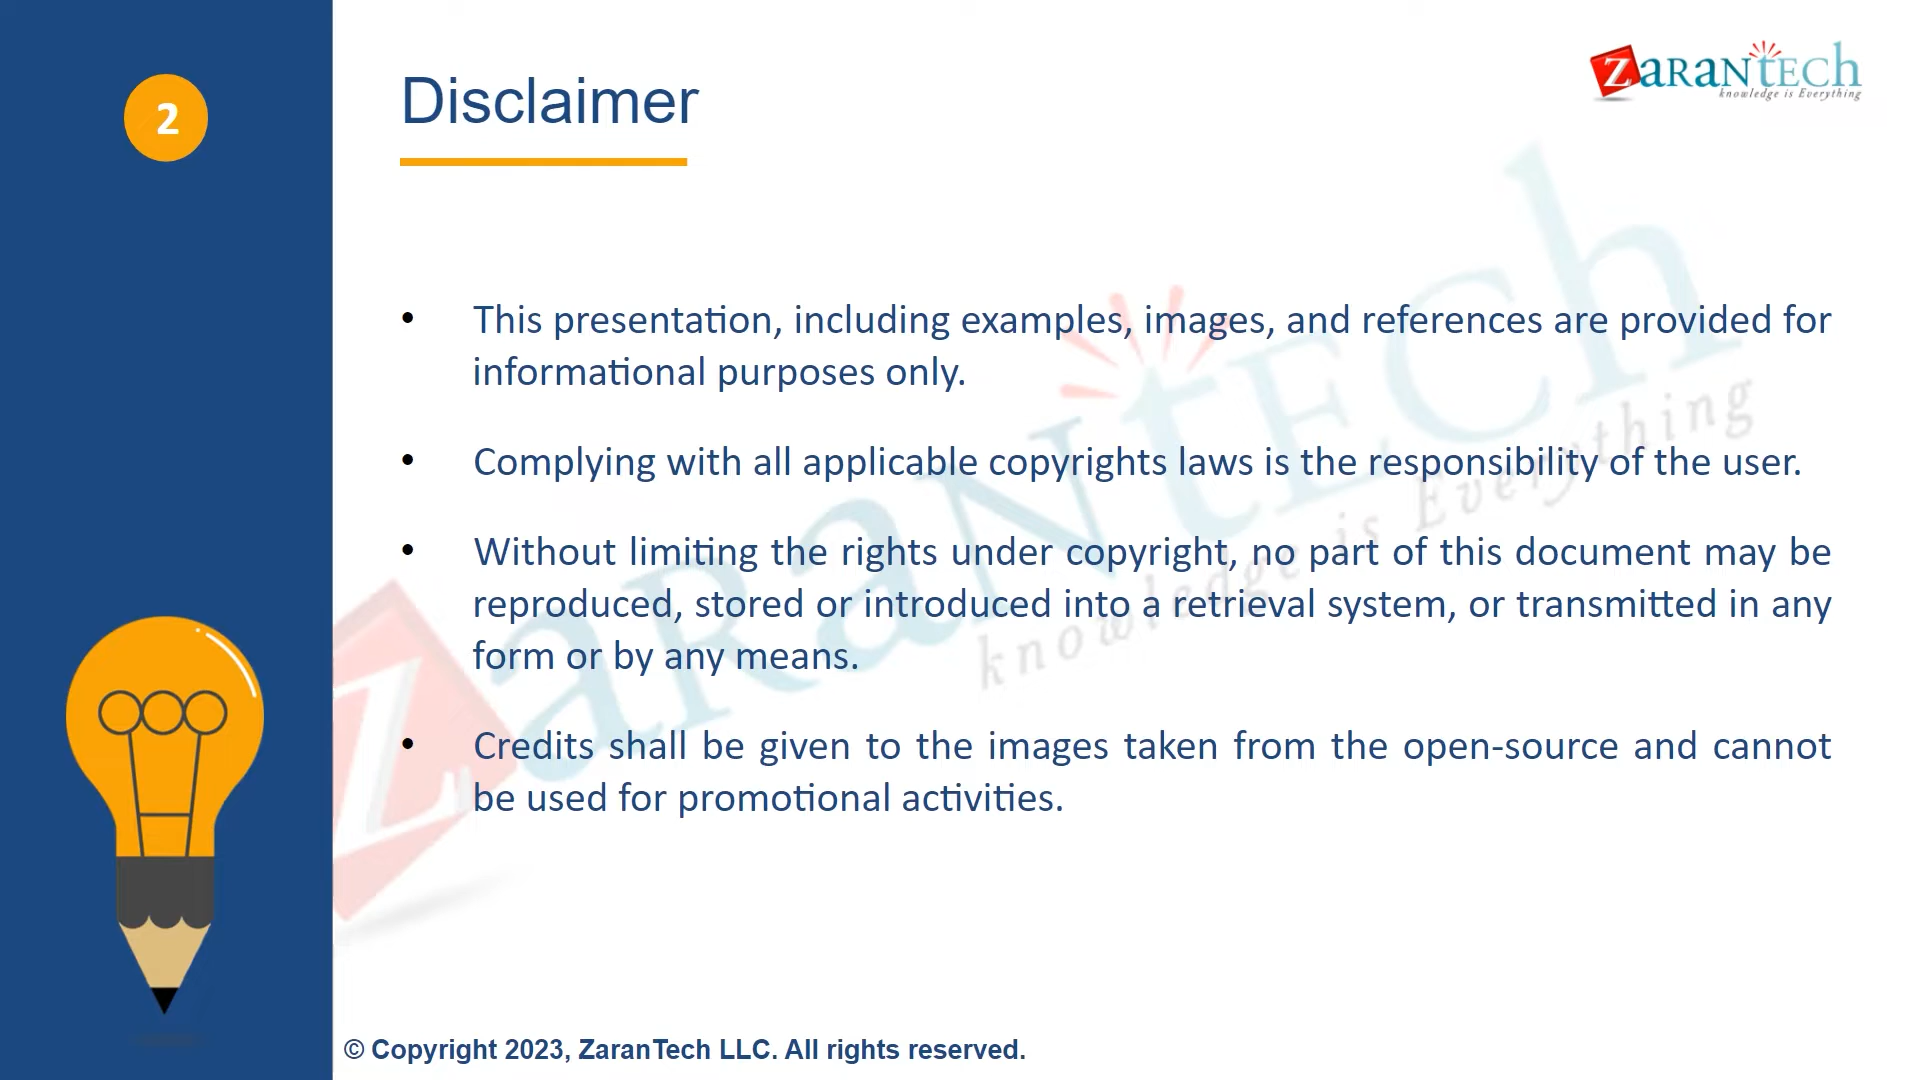 2
Disclaimer
ZaranTech
knowledge is Everything
• This presentation, including examples, images, and references are provided for
informational purposes only.
• Complying with all applicable copyrights laws is the responsibility of the user.
• Without limiting the rights under copyright, no part of this document may be
reproduced, stored or introduced into a retrieval system, or transmitted in any
form or by any means.
• Credits shall be given to the images taken from the open-source and cannot
be used for promotional activities.
ZaranTech
knowledge is Everything
© Copyright 2023, ZaranTech LLC. All rights reserved.